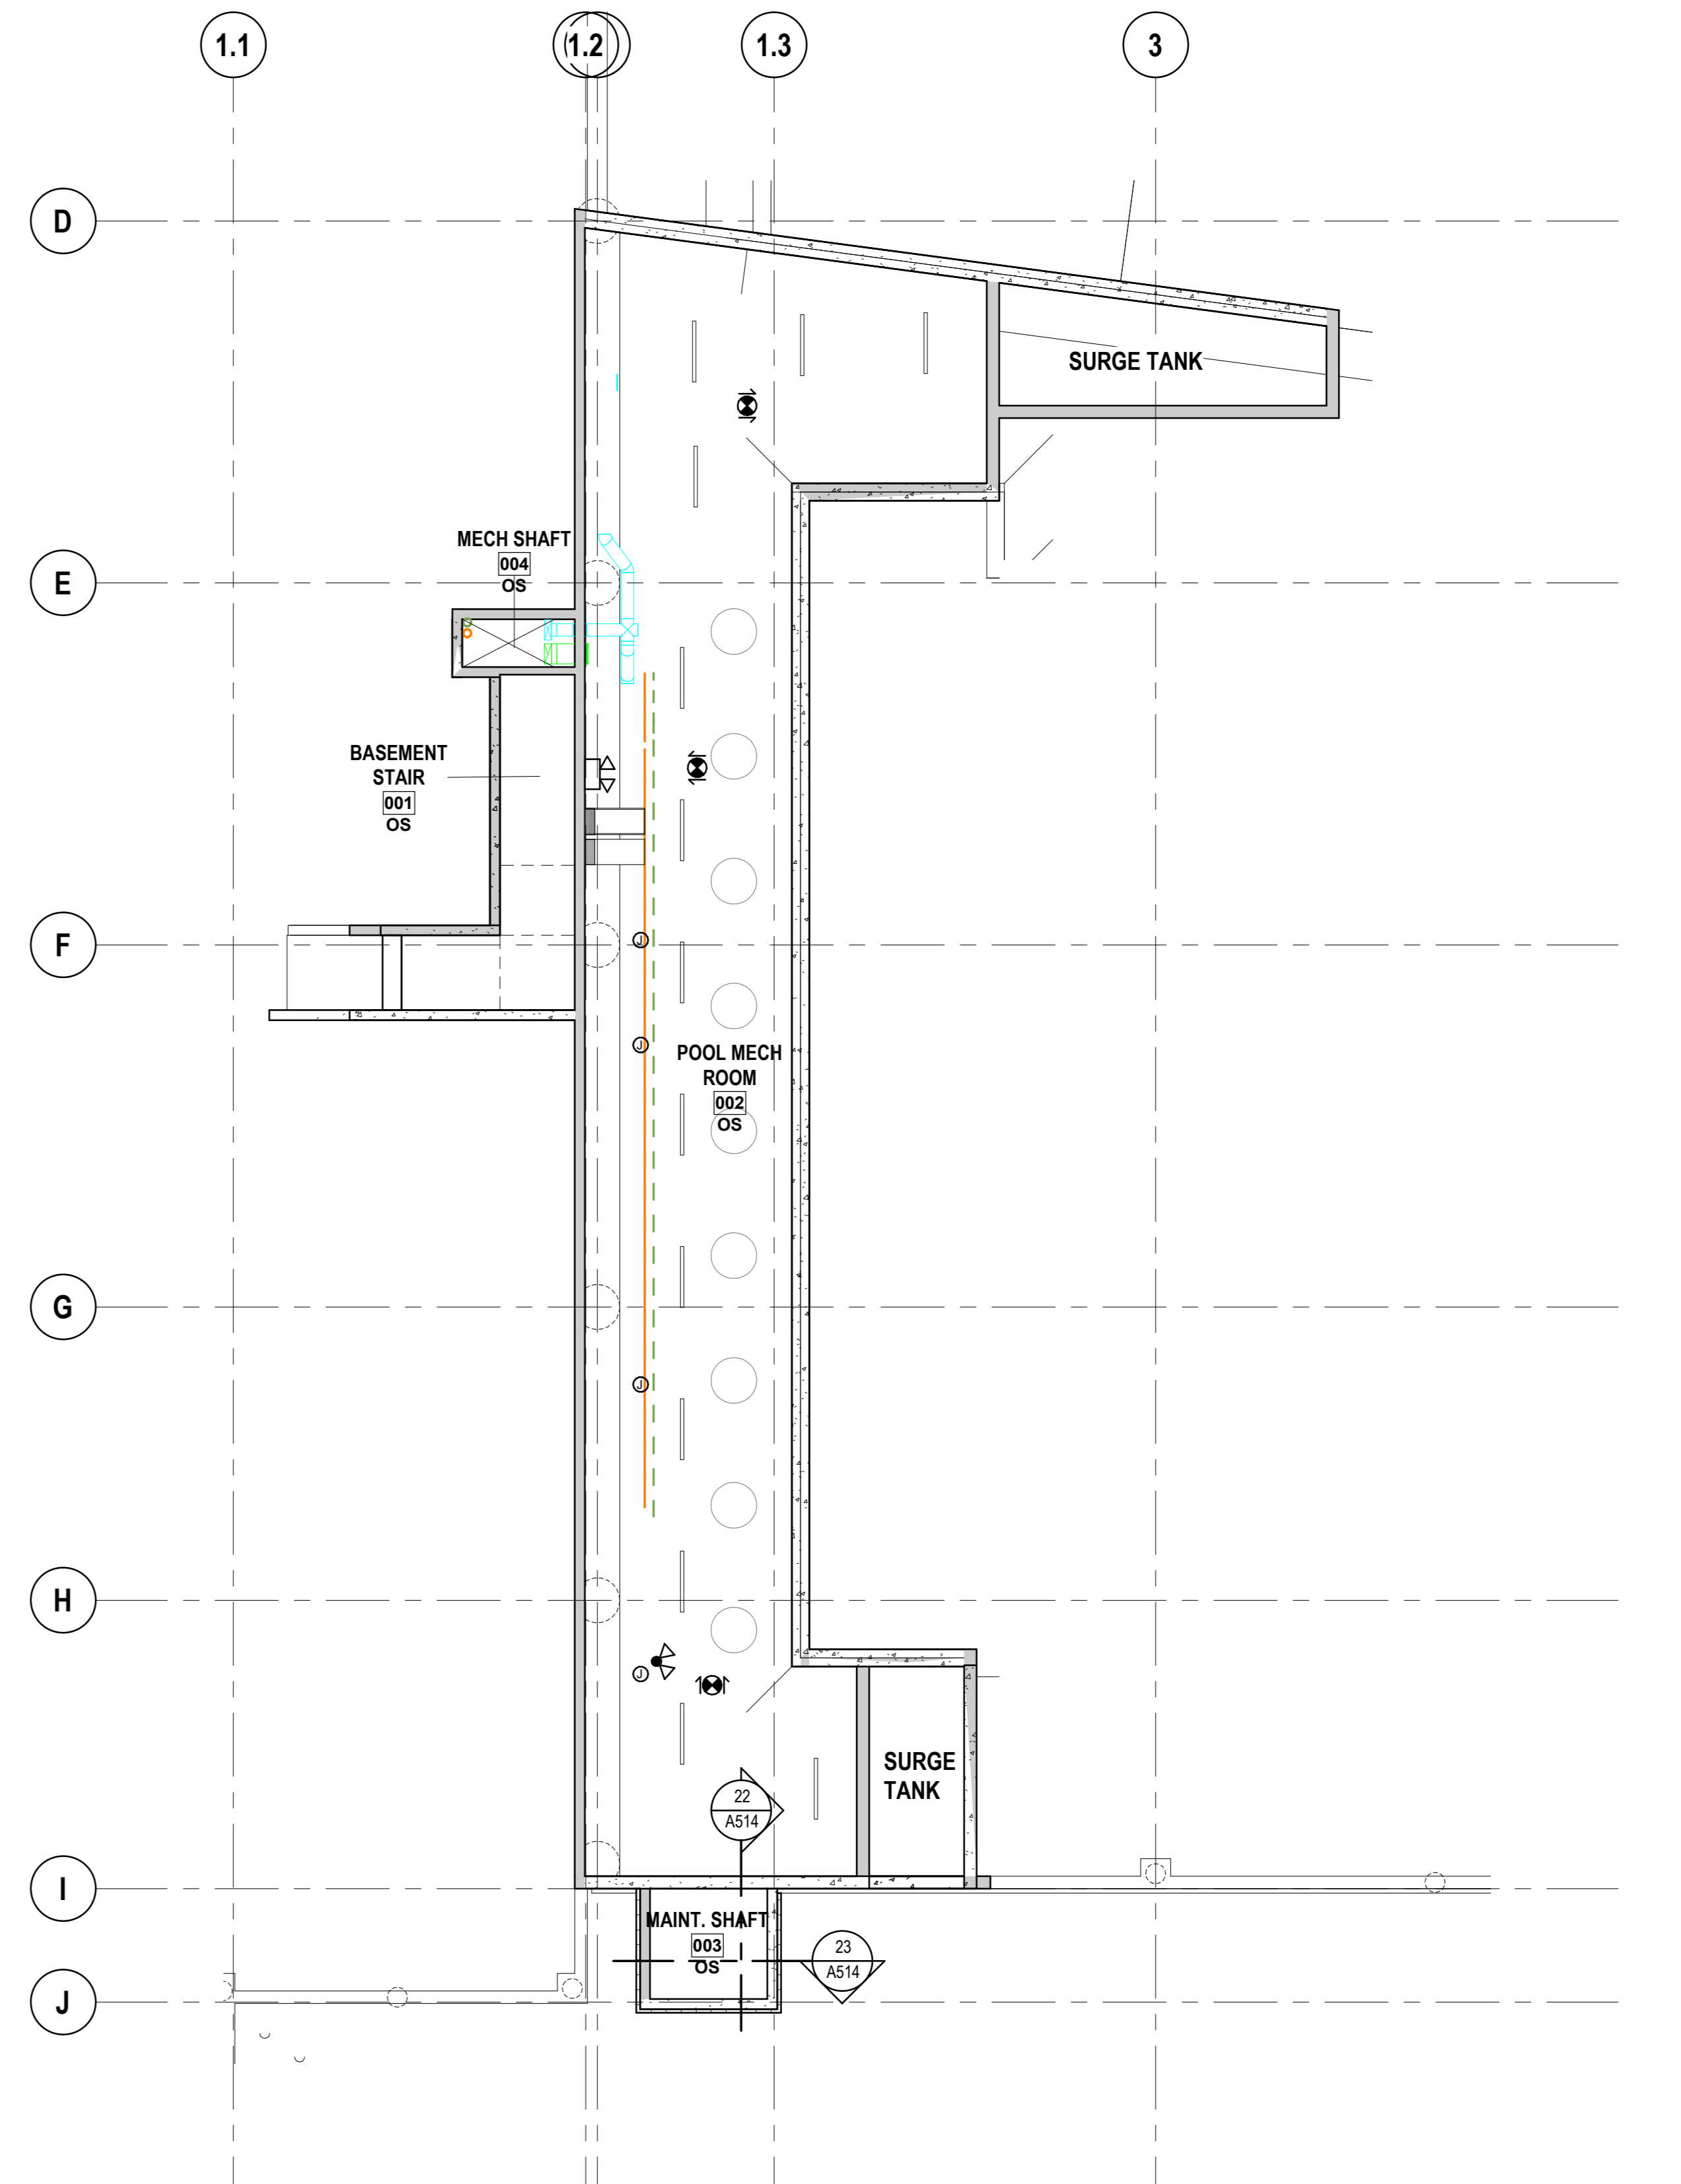 1.1
1.2
1.3
3
D
SURGE TANK
MECH SHAFT
004
OS
E
BASEMENT
STAIR
001
OS
F
J
J
POOL MECH
ROOM
002
OS
G
J
H
J
SURGE
TANK
22
A514
I
MAINT. SHAFT
003
OS
23
A514
J